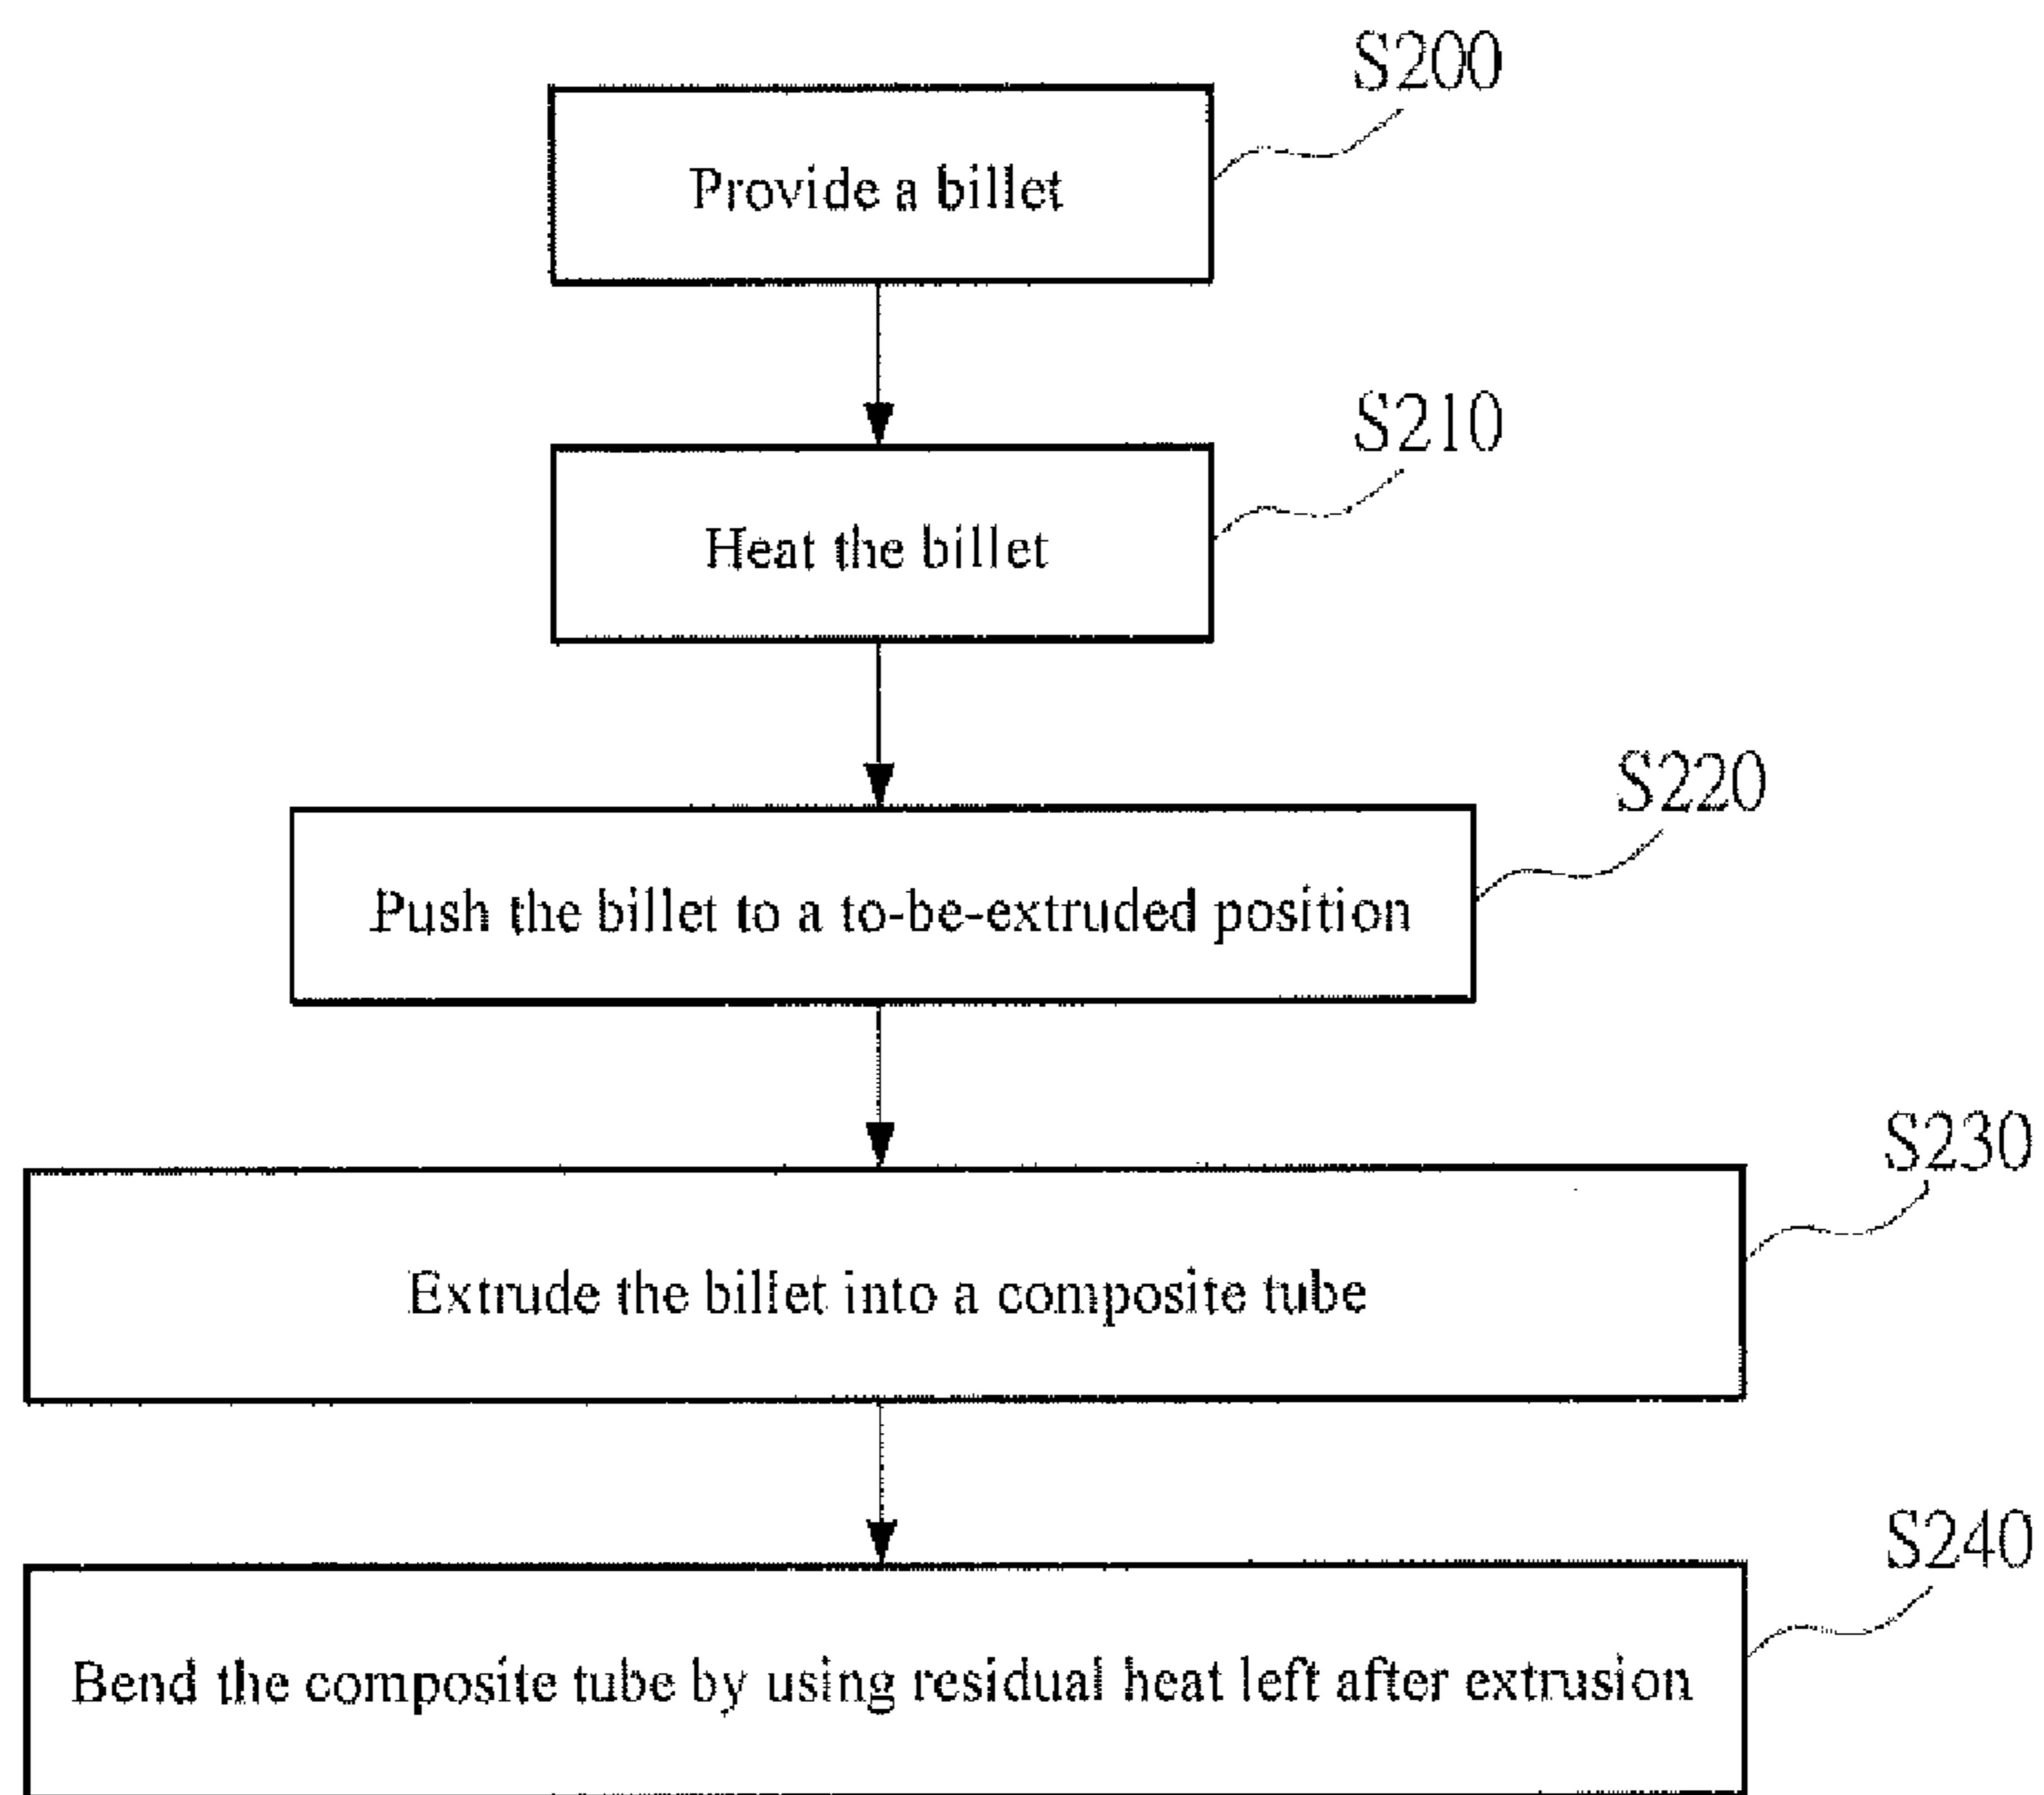 S200
Provide a billet
S210
Heat the billet
S220
Push the billet to a to-be-extruded position
S230
Extrude the billet into a composite tube
S240
Bend the composite tube by using residual heat left after extrusion